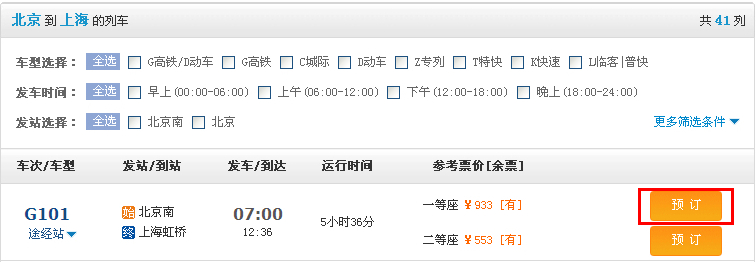 北京 到 上海 的列车 共 41 列
车型选择： 全选 G高铁/D动车 G高铁 C城际 D动车 Z专列 T特快 K快速 L临客|普快
发车时间： 全选 早上(00:00-06:00) 上午(06:00-12:00) 下午(12:00-18:00) 晚上(18:00-24:00)
发站选择： 全选 北京南 北京 更多筛选条件
车次/车型 发站/到站 发车/到达 运行时间 参考票价[余票]
G101 始 北京南 07:00 5小时36分 一等座 ¥933 [有] 预 订
途经站 终 上海虹桥 12:36 二等座 ¥553 [有] 预 订